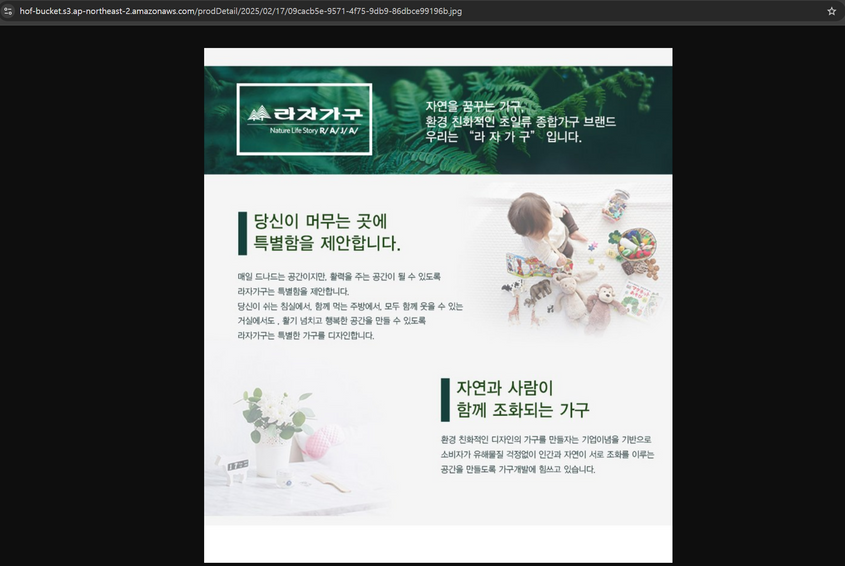 hof-bucket.s3.ap-northeast-2.amazonaws.com/prodDetail/2025/02/17/09cacb5e-9571-4f75-9db9-86dbce99196b.jpg
라자가구
Nature Life Story R/A/J/A/
자연을 꿈꾸는 가구,
환경 친화적인 초일류 종합가구 브랜드
우리는 “라 자 가 구” 입니다.
당신이 머무는 곳에
특별함을 제안합니다.
매일 드나드는 공간이지만, 활력을 주는 공간이 될 수 있도록
라자가구는 특별함을 제안합니다.
당신이 쉬는 침실에서, 함께 먹는 주방에서, 모두 함께 웃을 수 있는
거실에서도 , 활기 넘치고 행복한 공간을 만들 수 있도록
라자가구는 특별한 가구를 디자인합니다.
자연과 사람이
함께 조화되는 가구
환경 친화적인 디자인의 가구를 만들자는 기업이념을 기반으로
소비자가 유해물질 걱정없이 인간과 자연이 서로 조화를 이루는
공간을 만들도록 가구개발에 힘쓰고 있습니다.